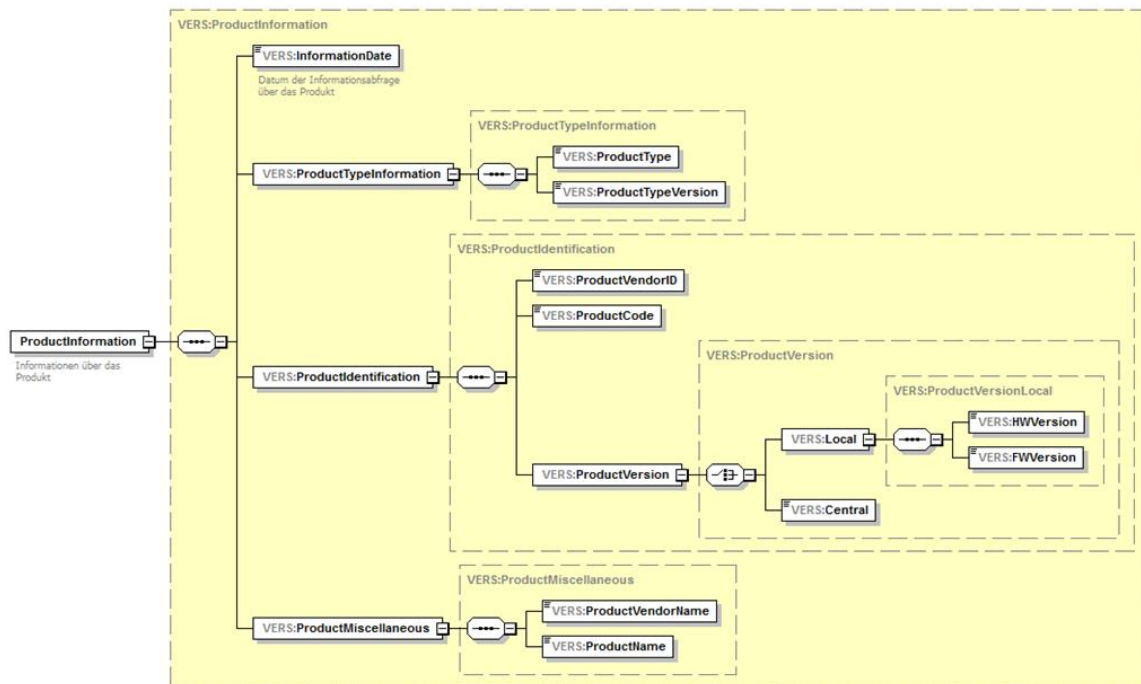 VERS:ProductInformation
VERS:InformationDate
Datum der Informationsabfrage
über das Produkt
VERS:ProductTypeInformation
VERS:ProductTypeInformation
VERS:ProductType
VERS:ProductTypeVersion
ProductInformation
Informationen über das
Produkt
VERS:ProductIdentification
VERS:ProductIdentification
VERS:ProductVendorID
VERS:ProductCode
VERS:ProductVersion
VERS:ProductVersion
VERS:Local
VERS:ProductVersionLocal
VERS:HWVersion
VERS:FWVersion
VERS:Central
VERS:ProductMiscellaneous
VERS:ProductMiscellaneous
VERS:ProductVendorName
VERS:ProductName